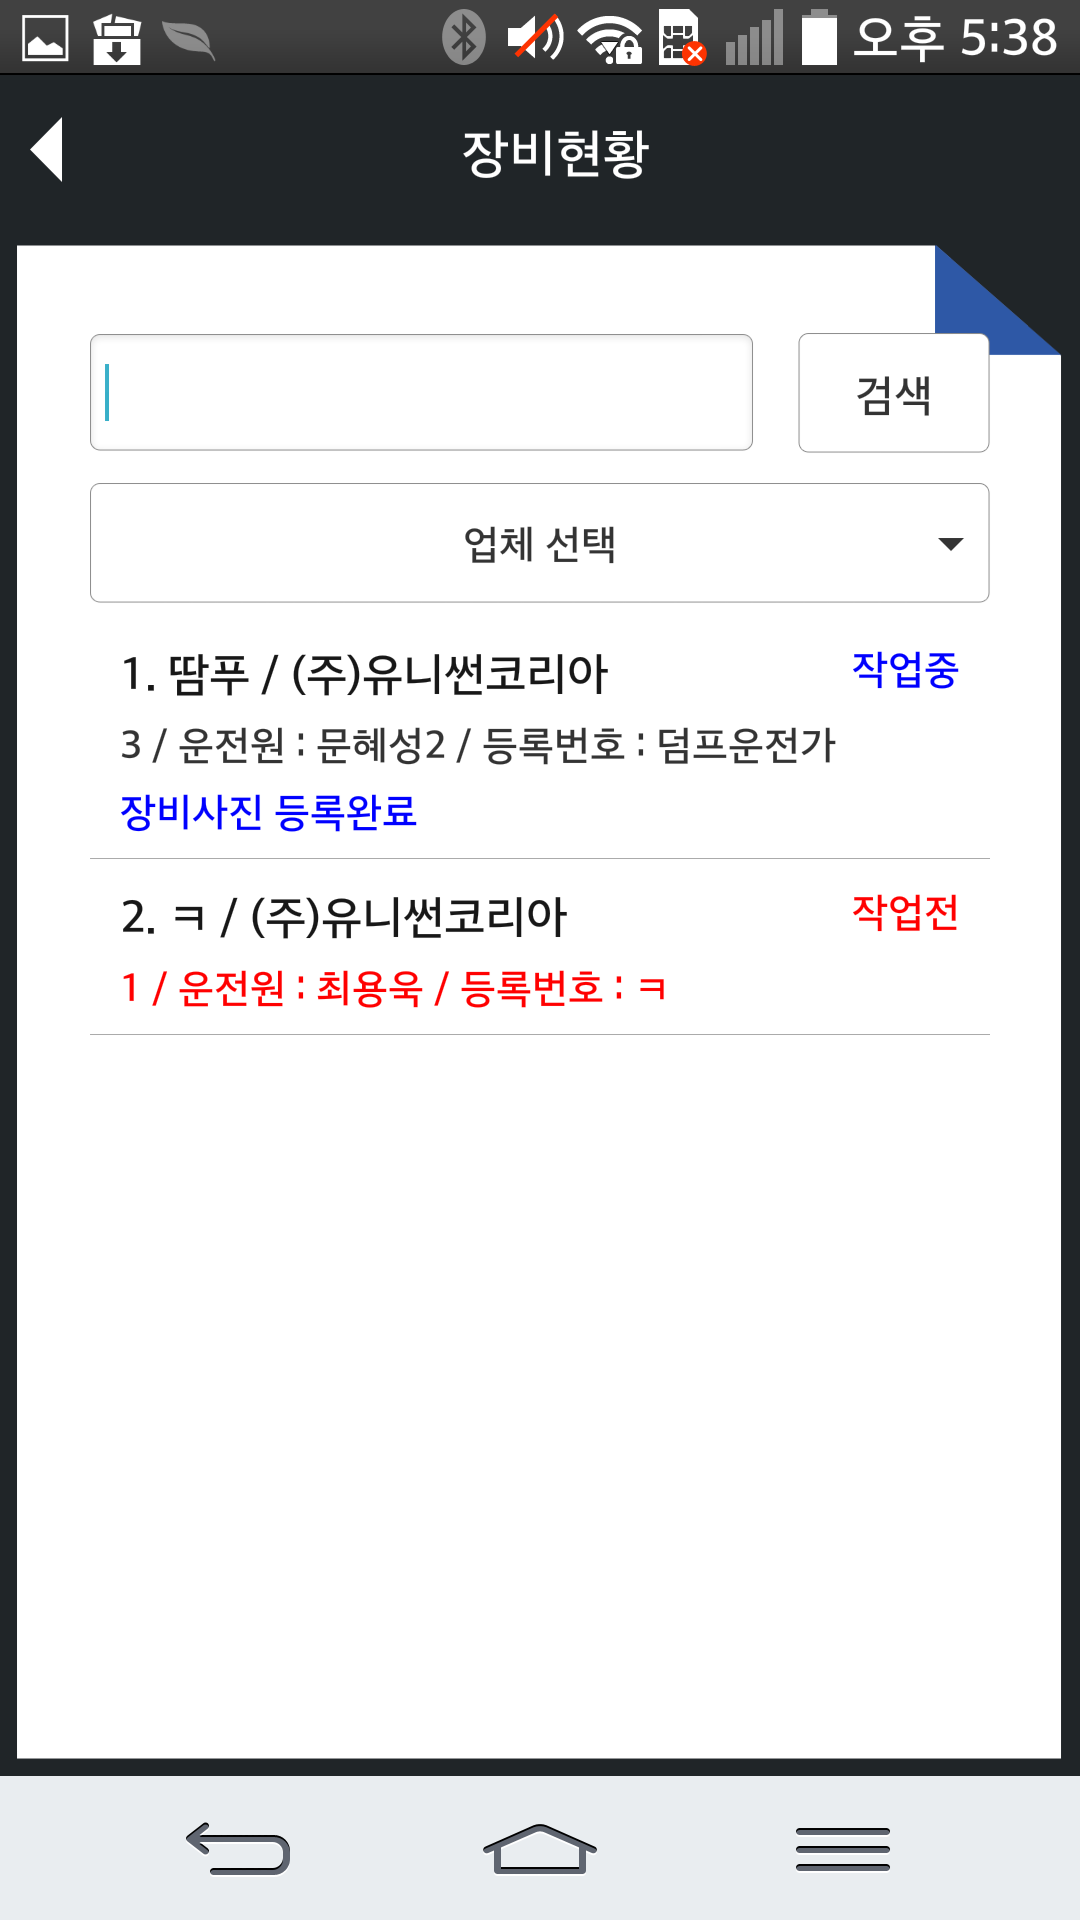 오후 5:38
장비현황
검색
업체 선택
1. 땀푸 / (주)유니썬코리아 작업중
3 / 운전원 : 문혜성2 / 등록번호 : 덤프운전가
장비사진 등록완료
2. ㅋ / (주)유니썬코리아 작업전
1 / 운전원 : 최용욱 / 등록번호 : ㅋ